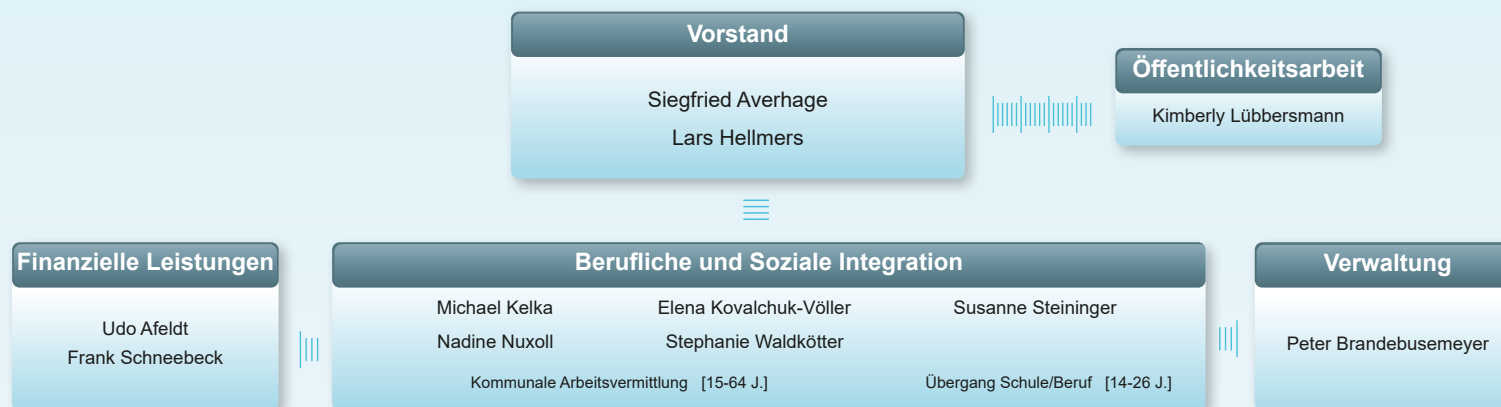 Vorstand
Siegfried Averhage
Lars Hellmers
Öffentlichkeitsarbeit
Kimberly Lübbersmann
Finanzielle Leistungen
Udo Afeldt
Frank Schneebeck
Berufliche und Soziale Integration
Michael Kelka Elena Kovalchuk-Völler Susanne Steininger
Nadine Nuxoll Stephanie Waldkötter
Kommunale Arbeitsvermittlung [15-64 J.] Übergang Schule/Beruf [14-26 J.]
Verwaltung
Peter Brandebusemeyer